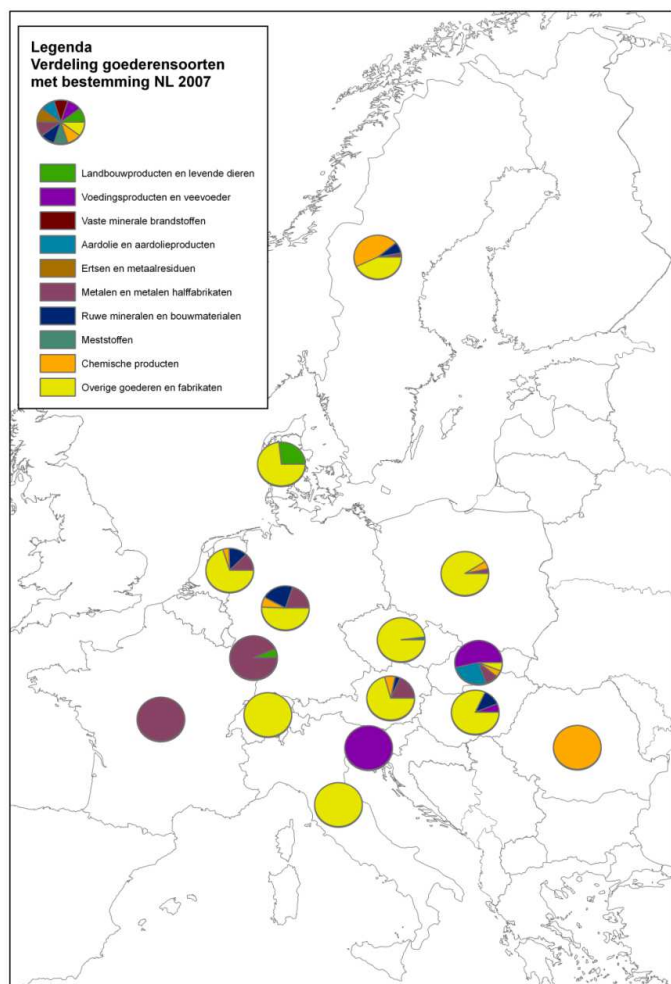 Legenda
Verdeling goederensoorten
met bestemming NL 2007
Landbouwproducten en levende dieren
Voedingsproducten en veevoeder
Vaste minerale brandstoffen
Aardolie en aardolieproducten
Ertsen en metaalresiduen
Metalen en metalen halffabrikaten
Ruwe mineralen en bouwmaterialen
Meststoffen
Chemische producten
Overige goederen en fabrikaten